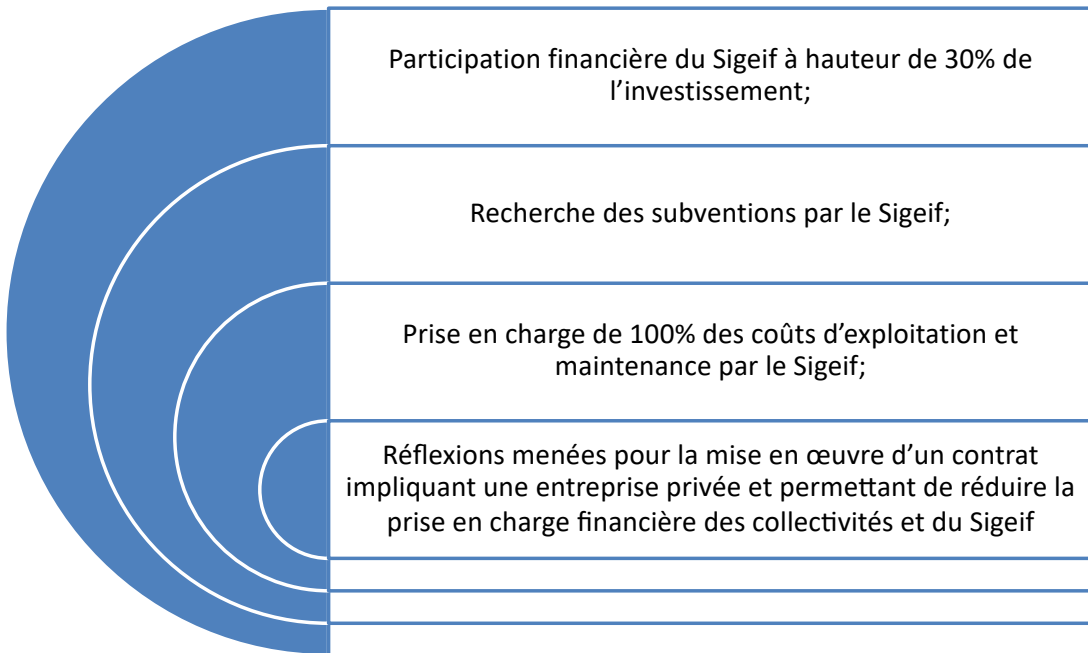 Participation financière du Sigeif à hauteur de 30% de
l’investissement;
Recherche des subventions par le Sigeif;
Prise en charge de 100% des coûts d’exploitation et
maintenance par le Sigeif;
Réflexions menées pour la mise en œuvre d’un contrat
impliquant une entreprise privée et permettant de réduire la
prise en charge financière des collectivités et du Sigeif